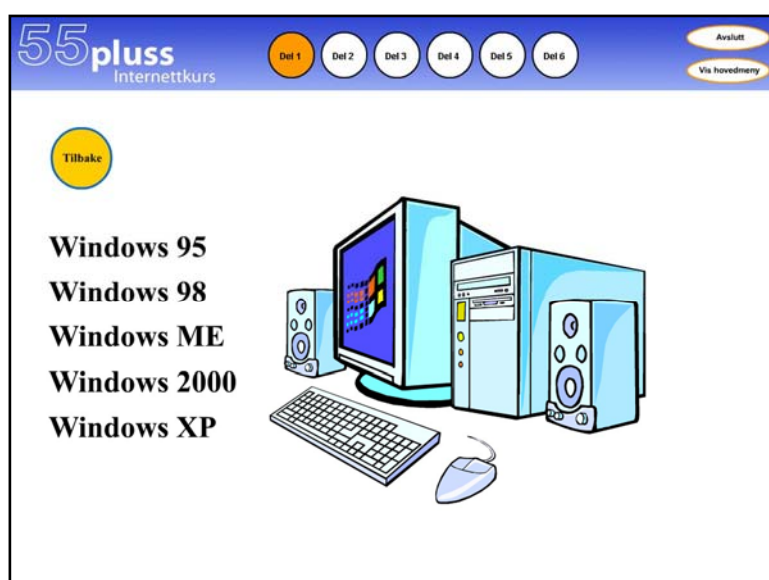 55pluss
Internettkurs
Del 1
Del 2
Del 3
Del 4
Del 5
Del 6
Avslutt
Vis hovedmeny
Tilbake
Windows 95
Windows 98
Windows ME
Windows 2000
Windows XP